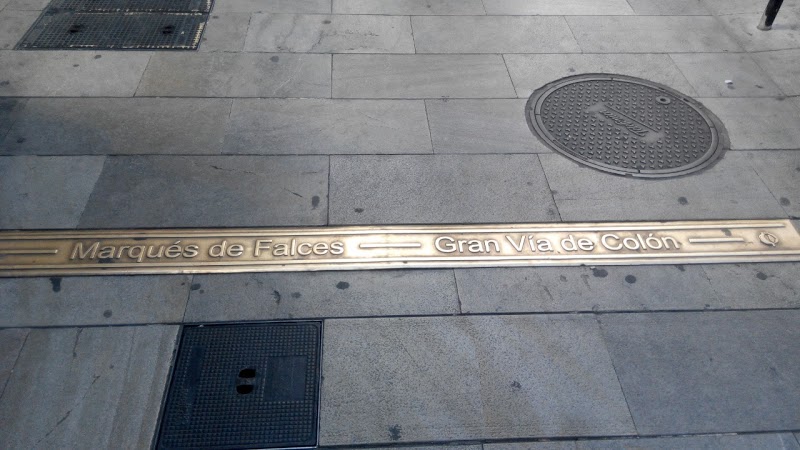 Marqués de Falces — Gran Vía de Colón